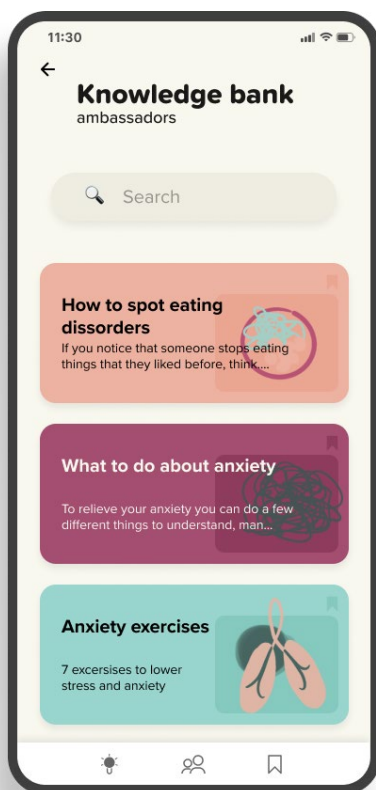 11:30
Knowledge bank
ambassadors
Search
How to spot eating
dissorders
If you notice that someone stops eating
things that they liked before, think....
What to do about anxiety
To relieve your anxiety you can do a few
different things to understand, man...
Anxiety exercises
7 excersises to lower
stress and anxiety